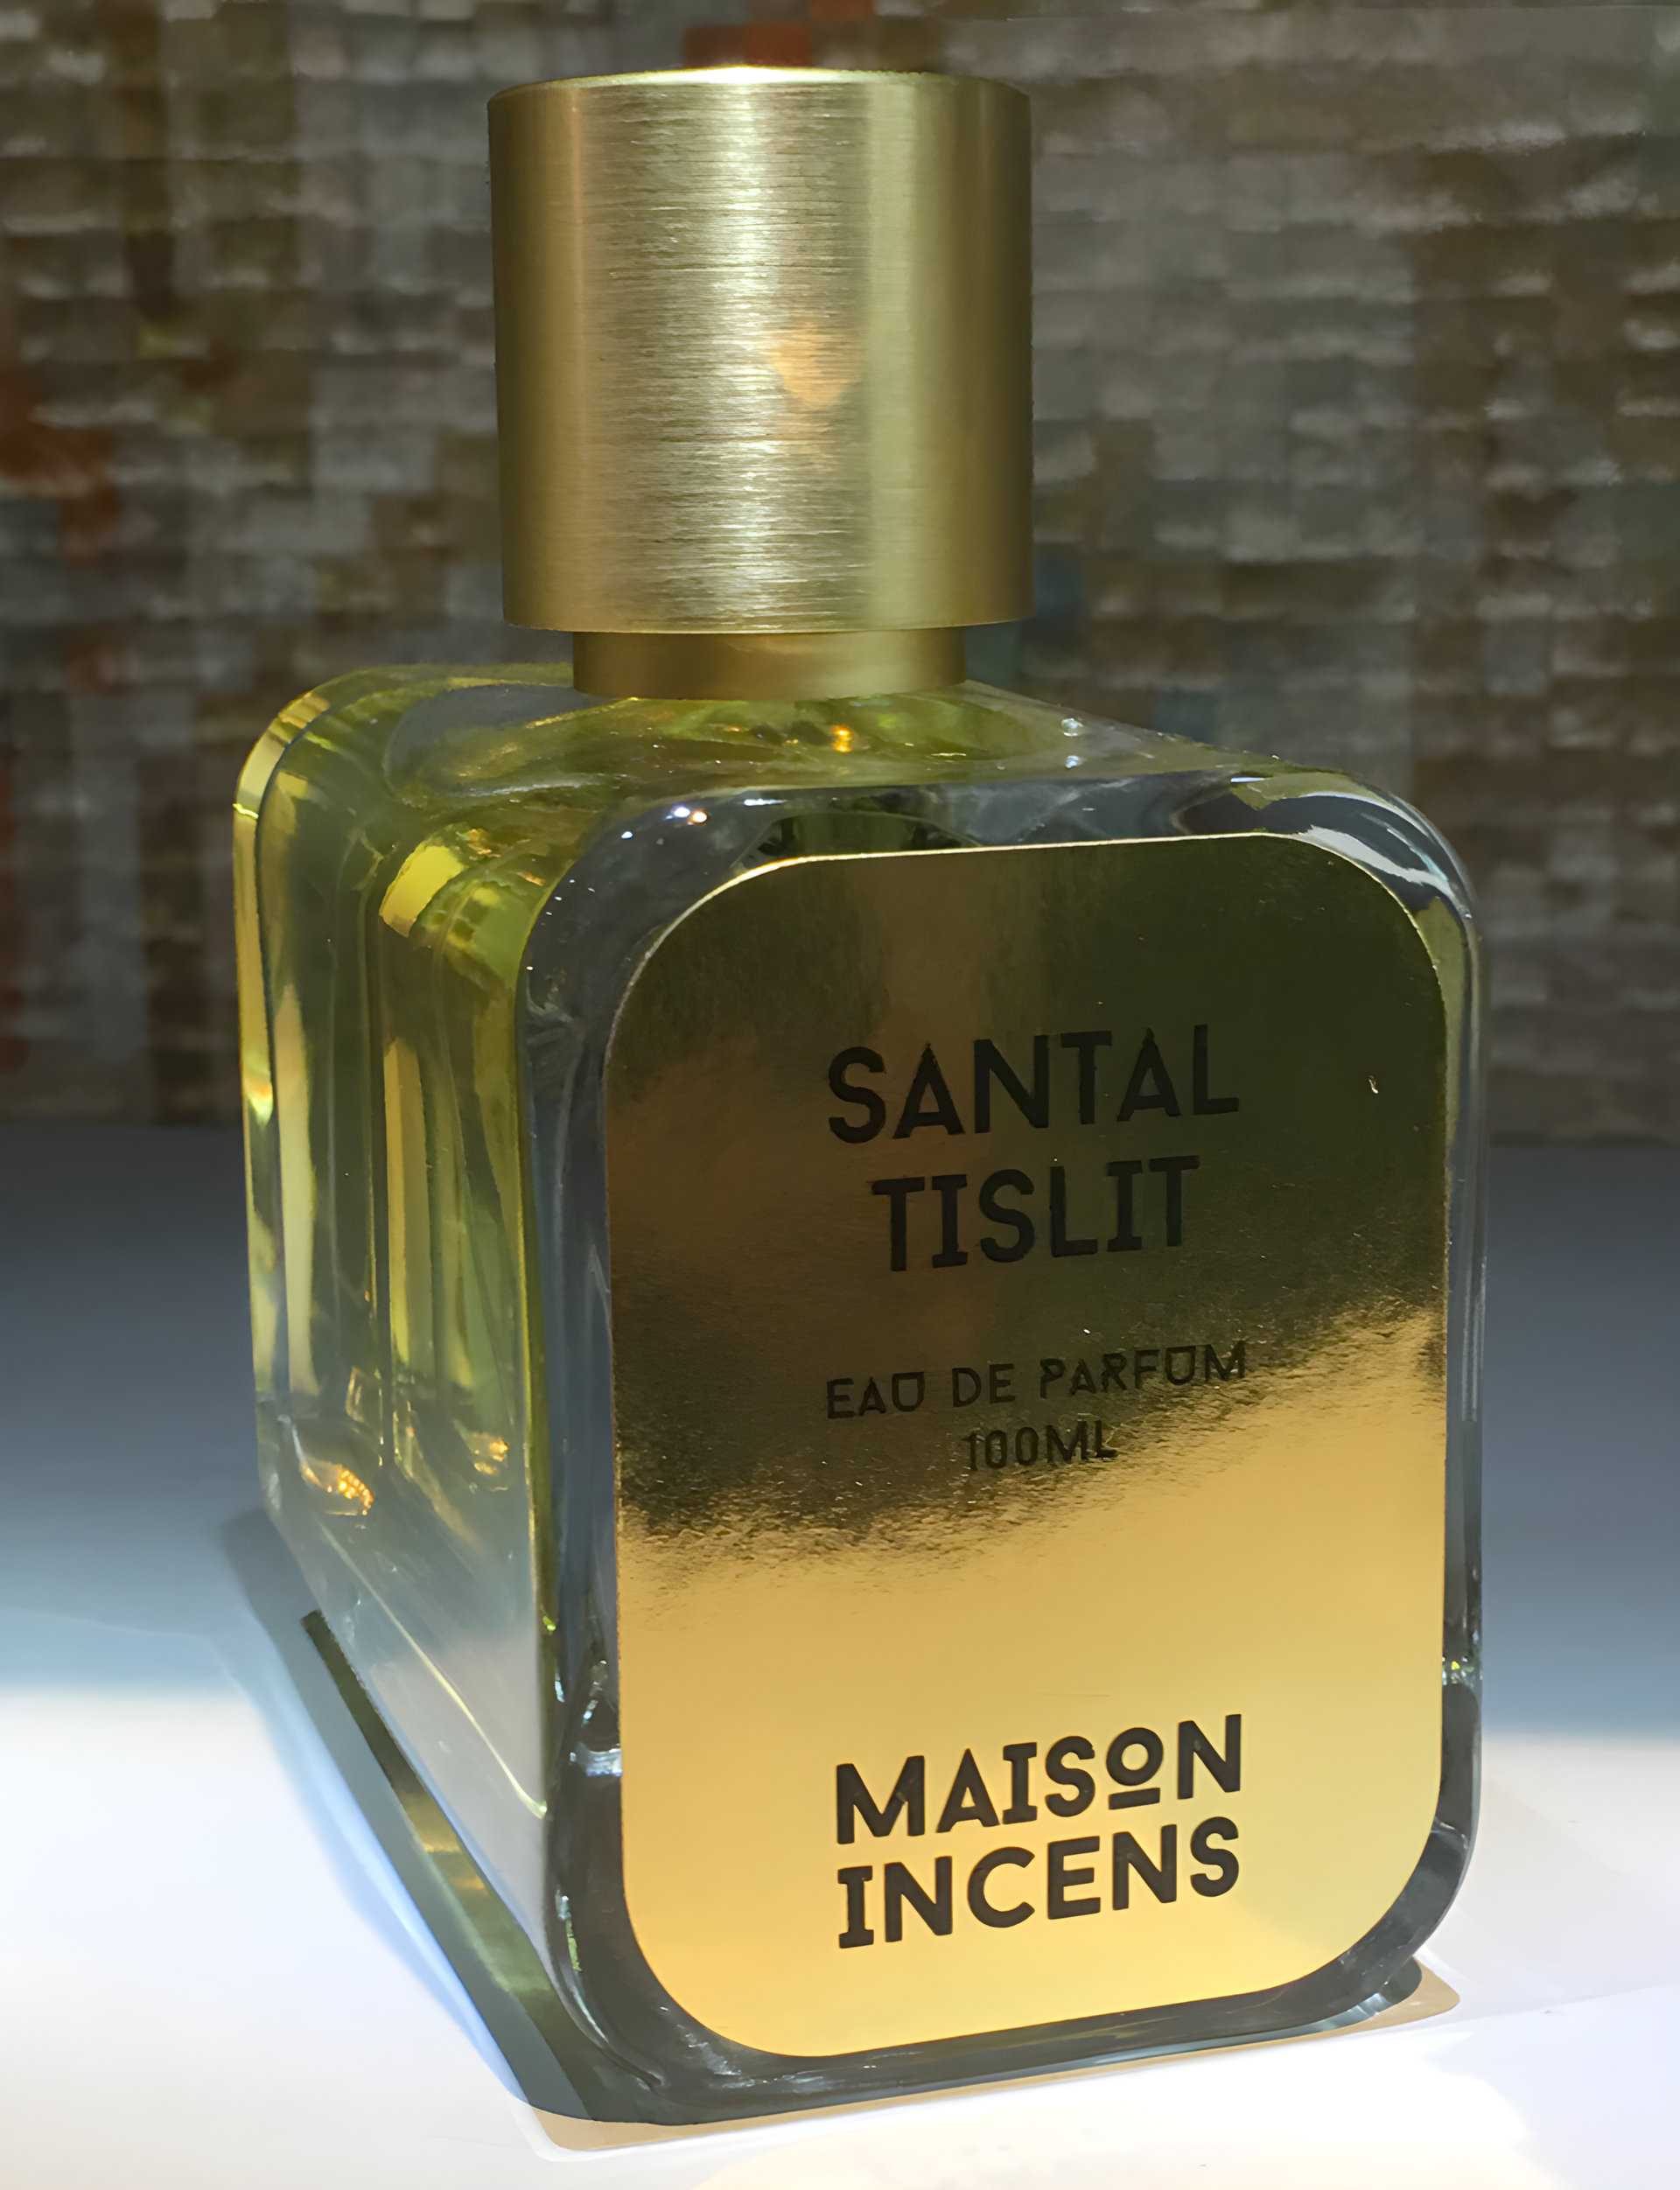 SANTAL
TISLIT
EAU DE PARFUM
100ML
MAISON
INCENS